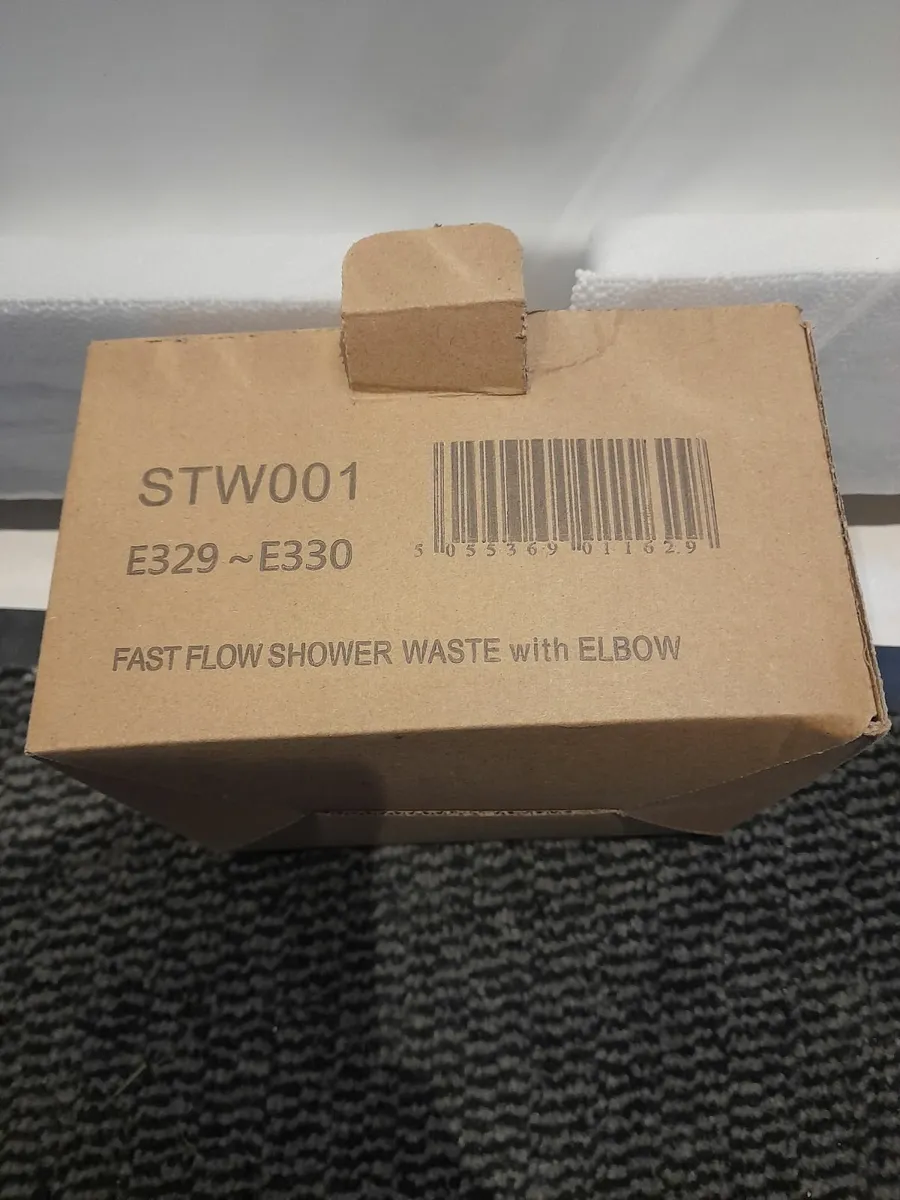 STW001
E329~E330
5 055369 011629
FAST FLOW SHOWER WASTE with ELBOW